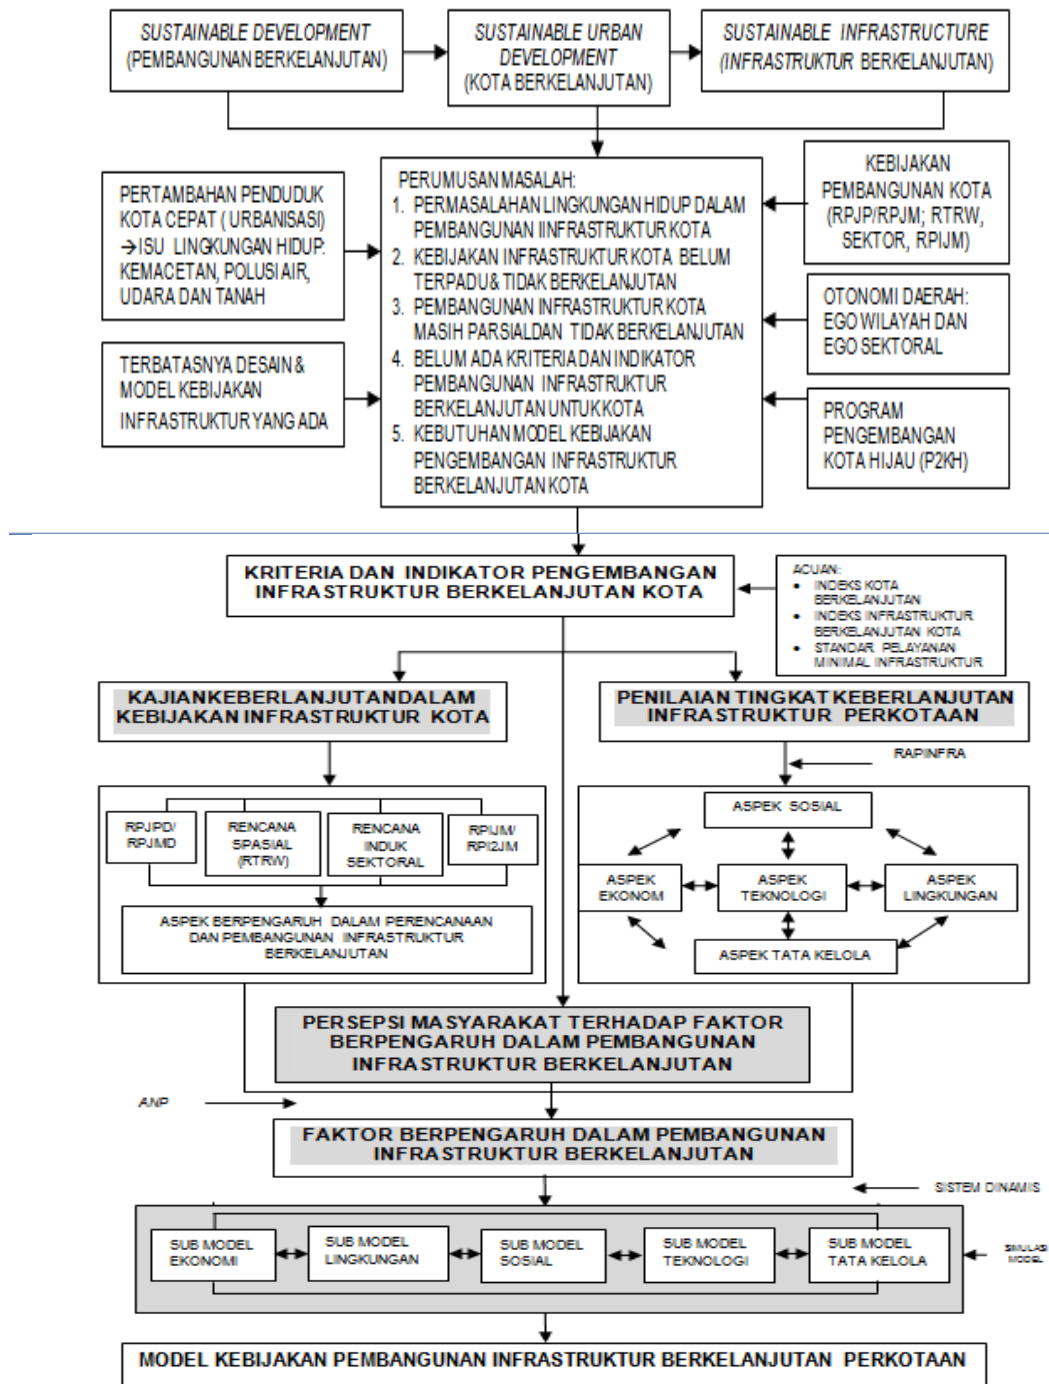 SUSTAINABLE DEVELOPMENT
(PEMBANGUNAN BERKELANJUTAN)
SUSTAINABLE URBAN
DEVELOPMENT
(KOTA BERKELANJUTAN)
SUSTAINABLE INFRASTRUCTURE
(INFRASTRUKTUR BERKELANJUTAN)
PERTAMBAHAN PENDUDUK
KOTA CEPAT ( URBANISASI)
→ISU LINGKUNGAN HIDUP:
KEMACETAN, POLUSI AIR,
UDARA DAN TANAH
TERBATASNYA DESAIN &
MODEL KEBIJAKAN
INFRASTRUKTUR YANG ADA
PERUMUSAN MASALAH:
1. PERMASALAHAN LINGKUNGAN HIDUP DALAM
PEMBANGUNAN IINFRASTRUKTUR KOTA
2. KEBIJAKAN INFRASTRUKTUR KOTA BELUM
TERPADU & TIDAK BERKELANJUTAN
3. PEMBANGUNAN INFRASTRUKTUR KOTA
MASIH PARSIALDAN TIDAK BERKELANJUTAN
4. BELUM ADA KRITERIA DAN INDIKATOR
PEMBANGUNAN INFRASTRUKTUR
BERKELANJUTAN UNTUK KOTA
5. KEBUTUHAN MODEL KEBIJAKAN
PENGEMBANGAN INFRASTRUKTUR
BERKELANJUTAN KOTA
KEBIJAKAN
PEMBANGUNAN KOTA
(RPJP/RPJM; RTRW,
SEKTOR, RPIJM)
OTONOMI DAERAH:
EGO WILAYAH DAN
EGO SEKTORAL
PROGRAM
PENGEMBANGAN
KOTA HIJAU (P2KH)
KRITERIA DAN INDIKATOR PENGEMBANGAN
INFRASTRUKTUR BERKELANJUTAN KOTA
ACUAN:
• INDEKS KOTA
BERKELANJUTAN
• INDEKS INFRASTRUKTUR
BERKELANJUTAN KOTA
• STANDAR PELAYANAN
MINIMAL INFRASTRUKTUR
KAJIANKEBERLANJUTANDALAM
KEBIJAKAN INFRASTRUKTUR KOTA
PENILAIAN TINGKAT KEBERLANJUTAN
INFRASTRUKTUR PERKOTAAN
RAPINFRA
RPJPD/
RPJMD
RENCANA
SPASIAL
(RTRW)
RENCANA
INDUK
SEKTORAL
RPIJM/
RPI2JM
ASPEK BERPENGARUH DALAM PERENCANAAN
DAN PEMBANGUNAN INFRASTRUKTUR
BERKELANJUTAN
ASPEK SOSIAL
ASPEK
EKONOM
ASPEK
TEKNOLOGI
ASPEK
LINGKUNGAN
ASPEK TATA KELOLA
PERSEPSI MASYARAKAT TERHADAP FAKTOR
BERPENGARUH DALAM PEMBANGUNAN
INFRASTRUKTUR BERKELANJUTAN
ANP
FAKTOR BERPENGARUH DALAM PEMBANGUNAN
INFRASTRUKTUR BERKELANJUTAN
SISTEM DINAMIS
SUB MODEL
EKONOMI
SUB MODEL
LINGKUNGAN
SUB MODEL
SOSIAL
SUB MODEL
TEKNOLOGI
SUB MODEL
TATA KELOLA
SIMULASI
MODEL
MODEL KEBIJAKAN PEMBANGUNAN INFRASTRUKTUR BERKELANJUTAN PERKOTAAN